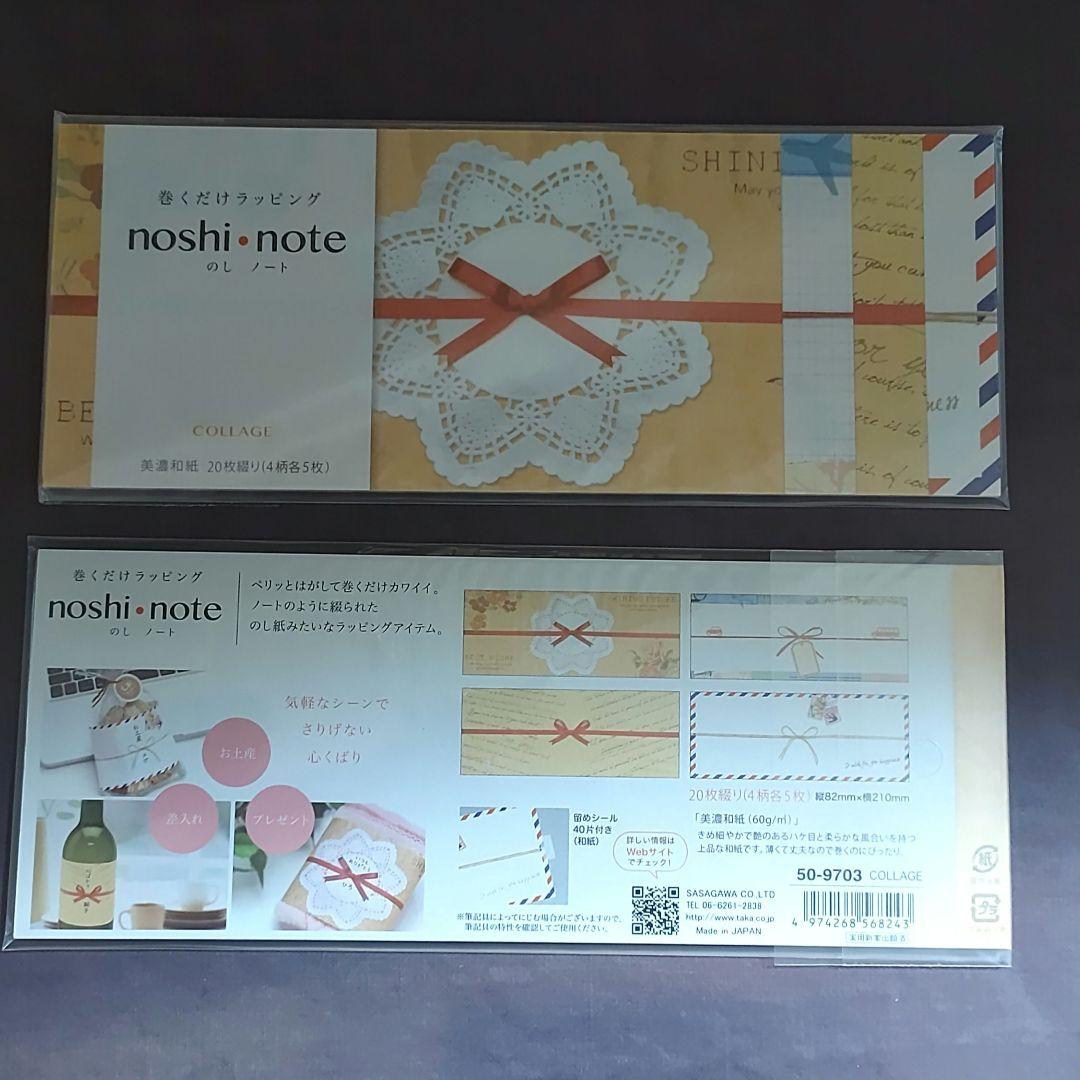 巻くだけラッピング
noshi・note
のし ノート
COLLAGE
美濃和紙 20枚綴り(4柄各5枚)
BE
SHINI
May yo
巻くだけラッピング
noshi・note
のし ノート
ペリッとはがして巻くだけカワイイ。
ノートのように綴られた
のし紙みたいなラッピングアイテム。
気軽なシーンで
さりげない
心くばり
お土産
差入れ
プレゼント
20枚綴り(4柄各5枚) 縦82mm×横210mm
「美濃和紙(60g/㎡)」
きめ細やかで艶のあるハケ目と柔らかな風合いを持つ
上品な和紙です。薄くて丈夫なので巻くのにぴったり。
留めシール
40片付き
(和紙)
詳しい情報は
Webサイト
でチェック!
※筆記具によってにじむ場合がございますので、
筆記具の特性を確認してご使用ください。
SASAGAWA CO.,LTD
TEL 06-6261-2838
http://www.taka.co.jp
Made in JAPAN
50-9703 COLLAGE
4 974268 568243
実用新案出願済
紙
プラ